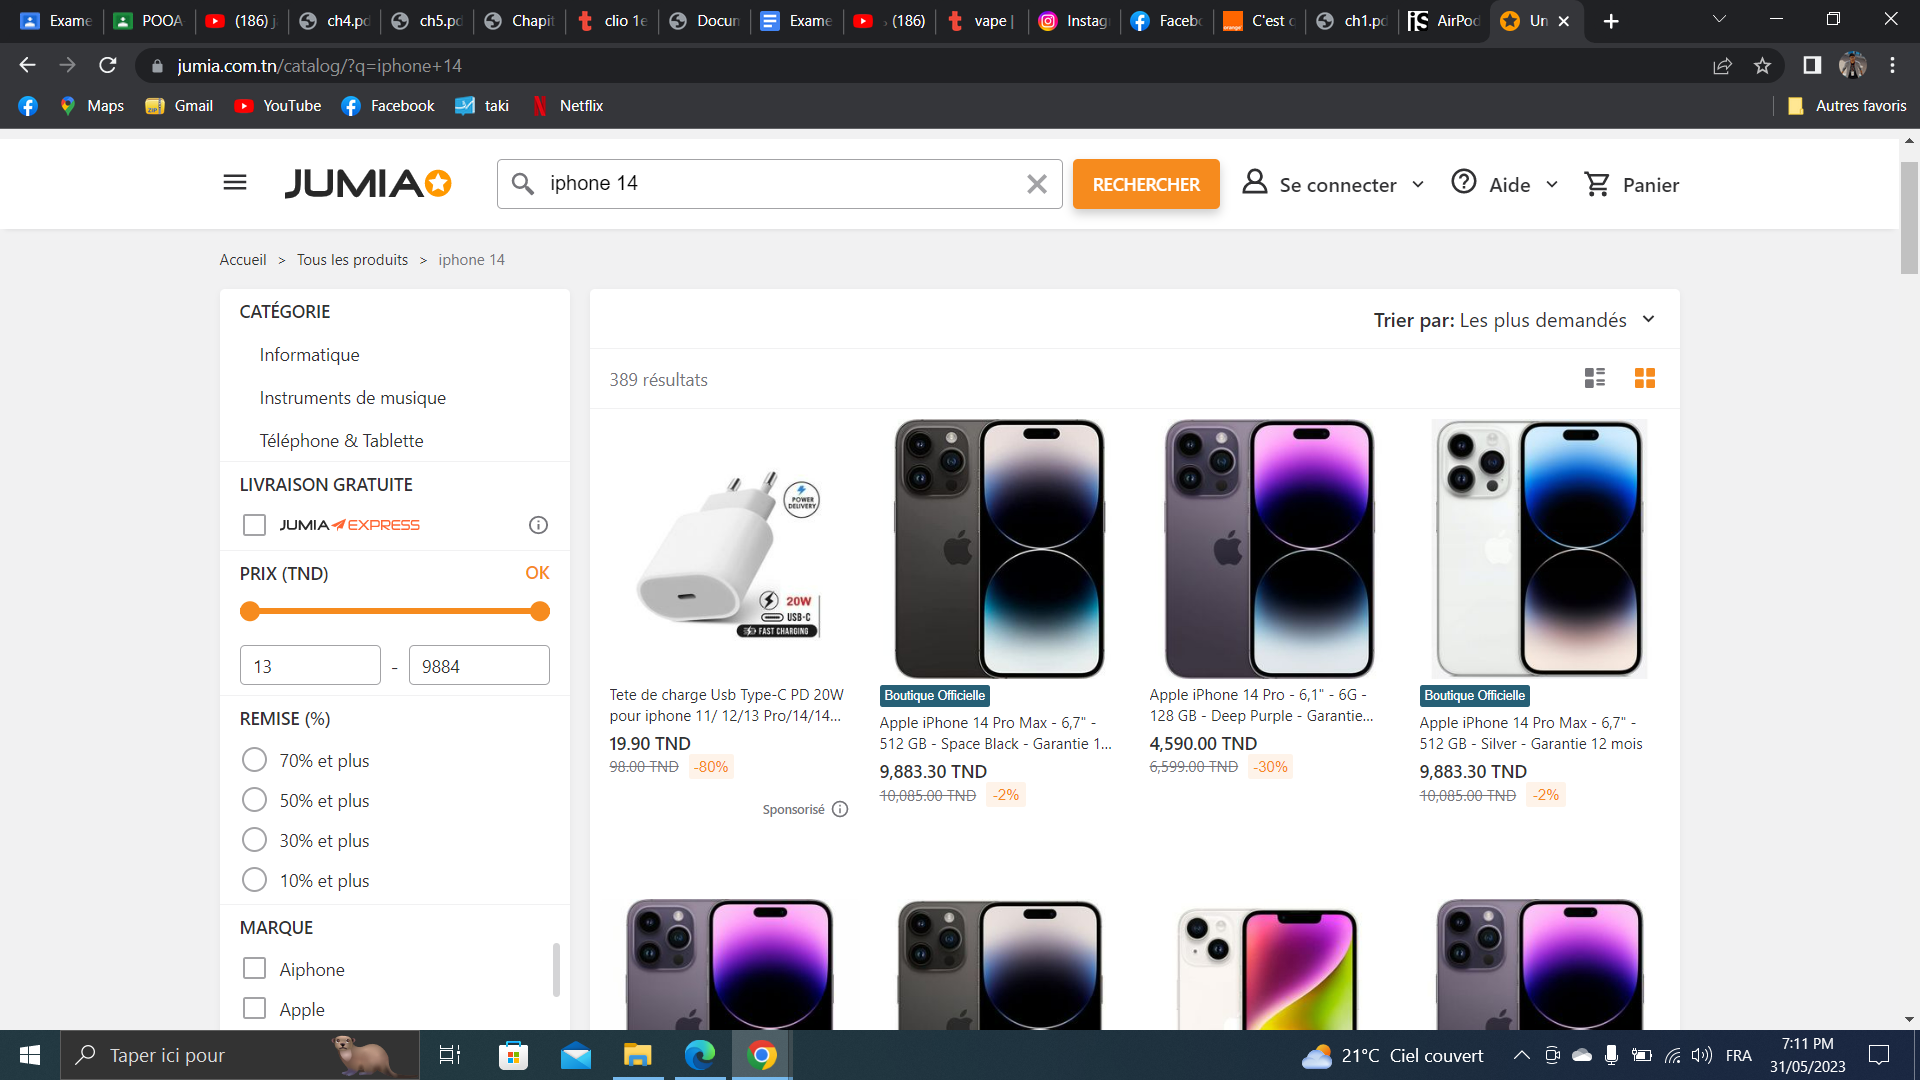 Exame
POOA
(186) j
ch4.pd
ch5.pd
Chapit
clio 1e
Docum
Exame
(186)
vape |
Instag
Facebo
C'est
ch1.pd
AirPod
Un
jumia.com.tn/catalog/?q=iphone+14
Maps
Gmail
YouTube
Facebook
taki
Netflix
Autres favoris
JUMIA
iphone 14
RECHERCHER
Se connecter
Aide
Panier
Accueil > Tous les produits > iphone 14
CATÉGORIE
Informatique
Instruments de musique
Téléphone & Tablette
LIVRAISON GRATUITE
JUMIA EXPRESS
PRIX (TND)
OK
13 - 9884
REMISE (%)
70% et plus
50% et plus
30% et plus
10% et plus
MARQUE
Aiphone
Apple
Trier par: Les plus demandés
389 résultats
POWER
DELIVERY
20W
USB-C
FAST CHARGING
Tete de charge Usb Type-C PD 20W
pour iphone 11/ 12/13 Pro/14/14...
19.90 TND
98.00 TND -80%
Sponsorisé
Boutique Officielle
Apple iPhone 14 Pro Max - 6,7" -
512 GB - Space Black - Garantie 1...
9,883.30 TND
10,085.00 TND -2%
Apple iPhone 14 Pro - 6,1" - 6G -
128 GB - Deep Purple - Garantie...
4,590.00 TND
6,599.00 TND -30%
Boutique Officielle
Apple iPhone 14 Pro Max - 6,7" -
512 GB - Silver - Garantie 12 mois
9,883.30 TND
10,085.00 TND -2%
Taper ici pour
21°C Ciel couvert
FRA
7:11 PM
31/05/2023